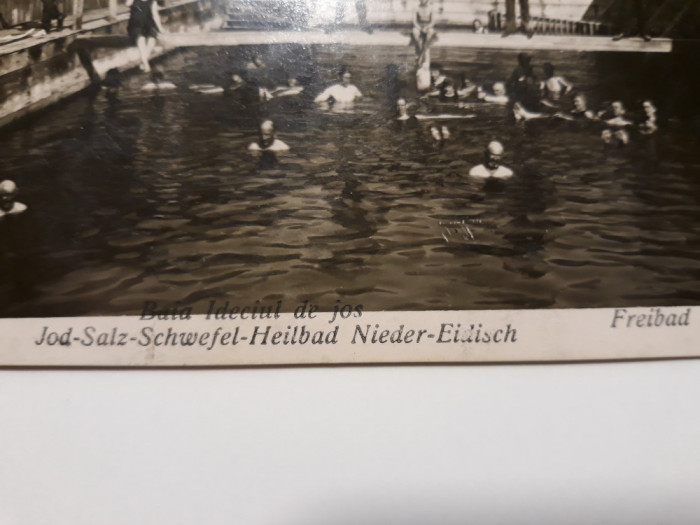 Baia Ideciul de jos
Jod-Salz-Schwefel-Heilbad Nieder-Eidisch
Freibad